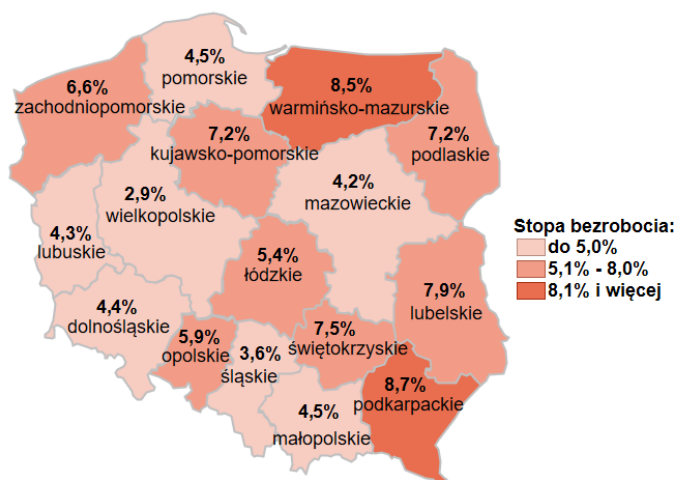 4,5%
pomorskie
6,6%
zachodniopomorskie
8,5%
warmińsko-mazurskie
7,2%
kujawsko-pomorskie
7,2%
podlaskie
4,2%
mazowieckie
2,9%
wielkopolskie
4,3%
lubuskie
5,4%
łódzkie
Stopa bezrobocia:
do 5,0%
5,1% - 8,0%
8,1% i więcej
7,9%
lubelskie
4,4%
dolnośląskie
5,9%
opolskie
3,6%
śląskie
7,5%
świętokrzyskie
8,7%
podkarpackie
4,5%
małopolskie